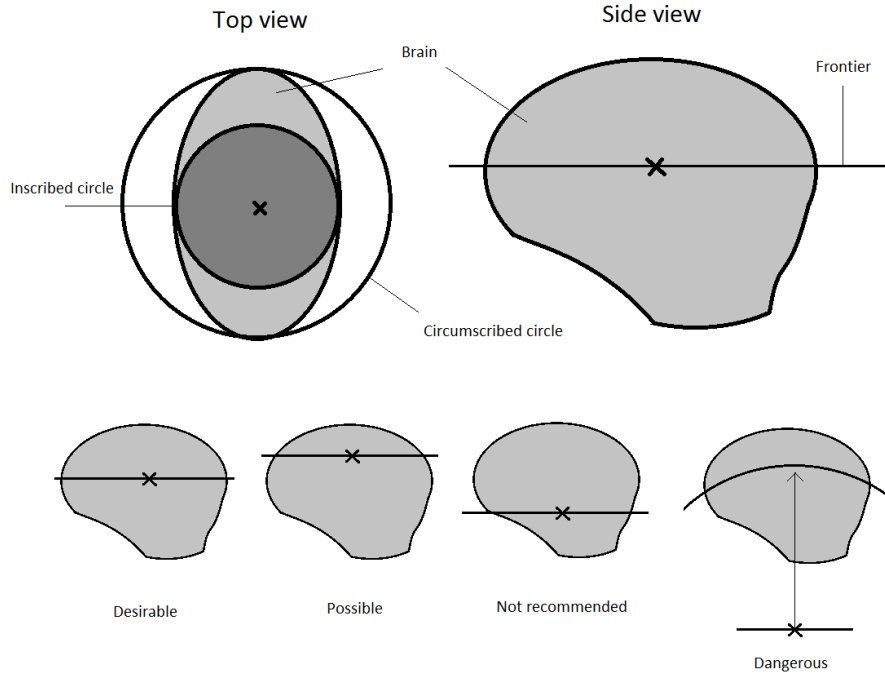 Top view
Side view
Brain
Frontier
Inscribed circle
Circumscribed circle
Desirable
Possible
Not recommended
Dangerous